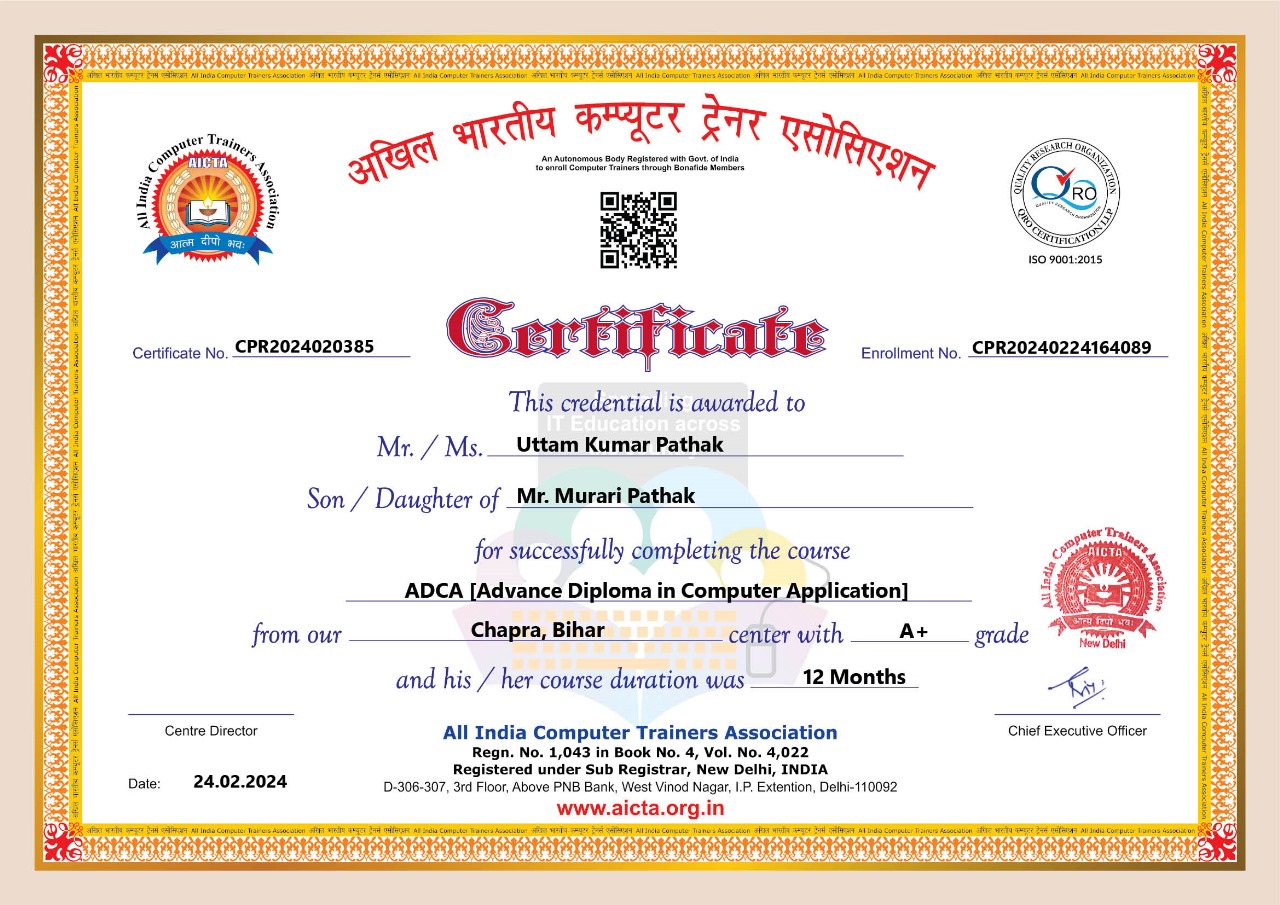 अखिल भारतीय कम्प्यूटर ट्रेनर एसोसिएशन
An Autonomous Body Registered with Govt. of India
to enroll Computer Trainers through Bonafide Members
All India Computer Trainers Association
AICTA
आत्म दीपो भवः
QUALITY RESEARCH ORGANIZATION
QRO
QUALITY RESEARCH ORGANIZATION
QRO CERTIFICATION LLP
ISO 9001:2015
Certificate
Certificate No. CPR2024020385
Enrollment No. CPR20240224164089
This credential is awarded to
IT Education across
Mr. / Ms. Uttam Kumar Pathak
Son / Daughter of Mr. Murari Pathak
for successfully completing the course
ADCA [Advance Diploma in Computer Application]
from our Chapra, Bihar center with A+ grade
and his / her course duration was 12 Months
All India Computer Trainers Association
AICTA
आत्म दीपो भवः
New Delhi
Centre Director
Chief Executive Officer
Date: 24.02.2024
All India Computer Trainers Association
Regn. No. 1,043 in Book No. 4, Vol. No. 4,022
Registered under Sub Registrar, New Delhi, INDIA
D-306-307, 3rd Floor, Above PNB Bank, West Vinod Nagar, I.P. Extention, Delhi-110092
www.aicta.org.in